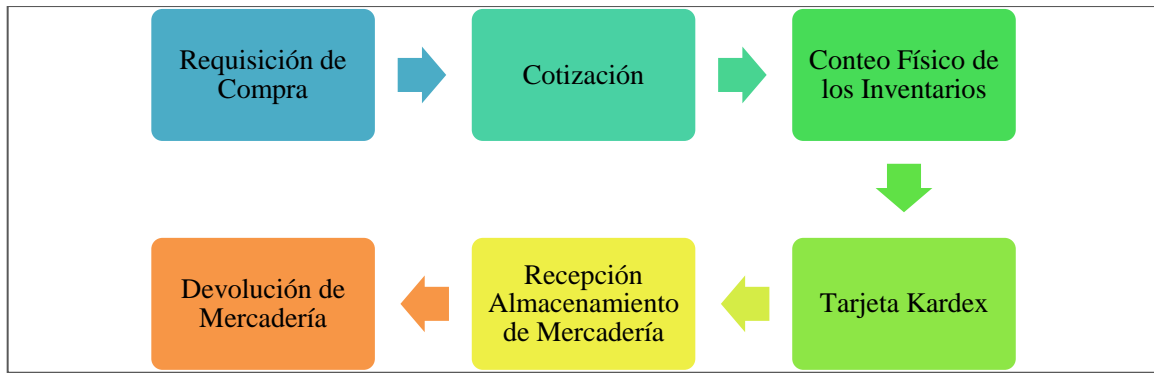 Requisición de
Compra
Cotización
Conteo Físico de
los Inventarios
Tarjeta Kardex
Recepción
Almacenamiento
de Mercadería
Devolución de
Mercadería